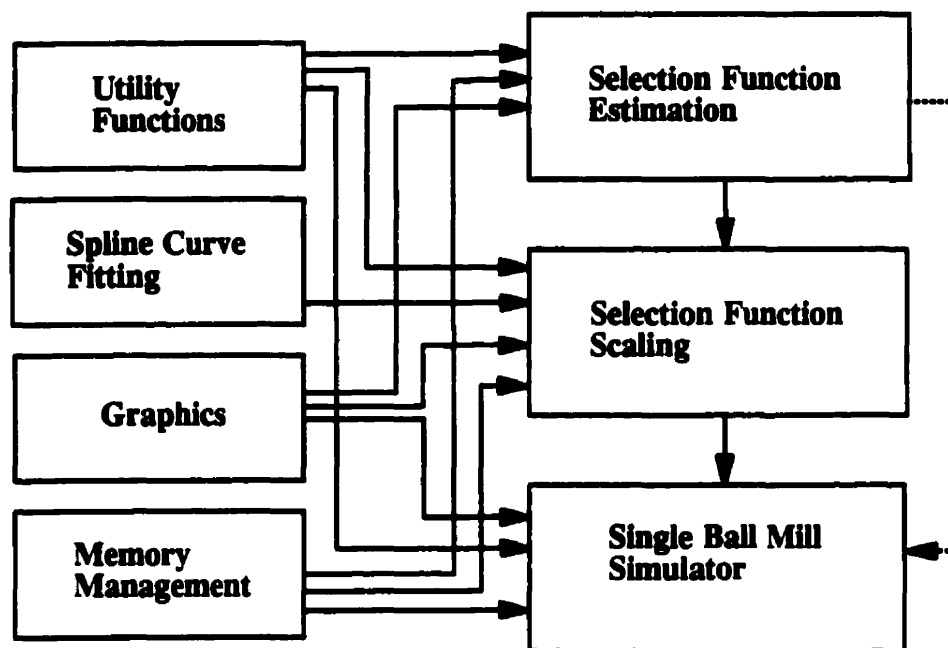 Utility
Functions
Spline Curve
Fitting
Graphics
Memory
Management
Selection Function
Estimation
Selection Function
Scaling
Single Ball Mill
Simulator